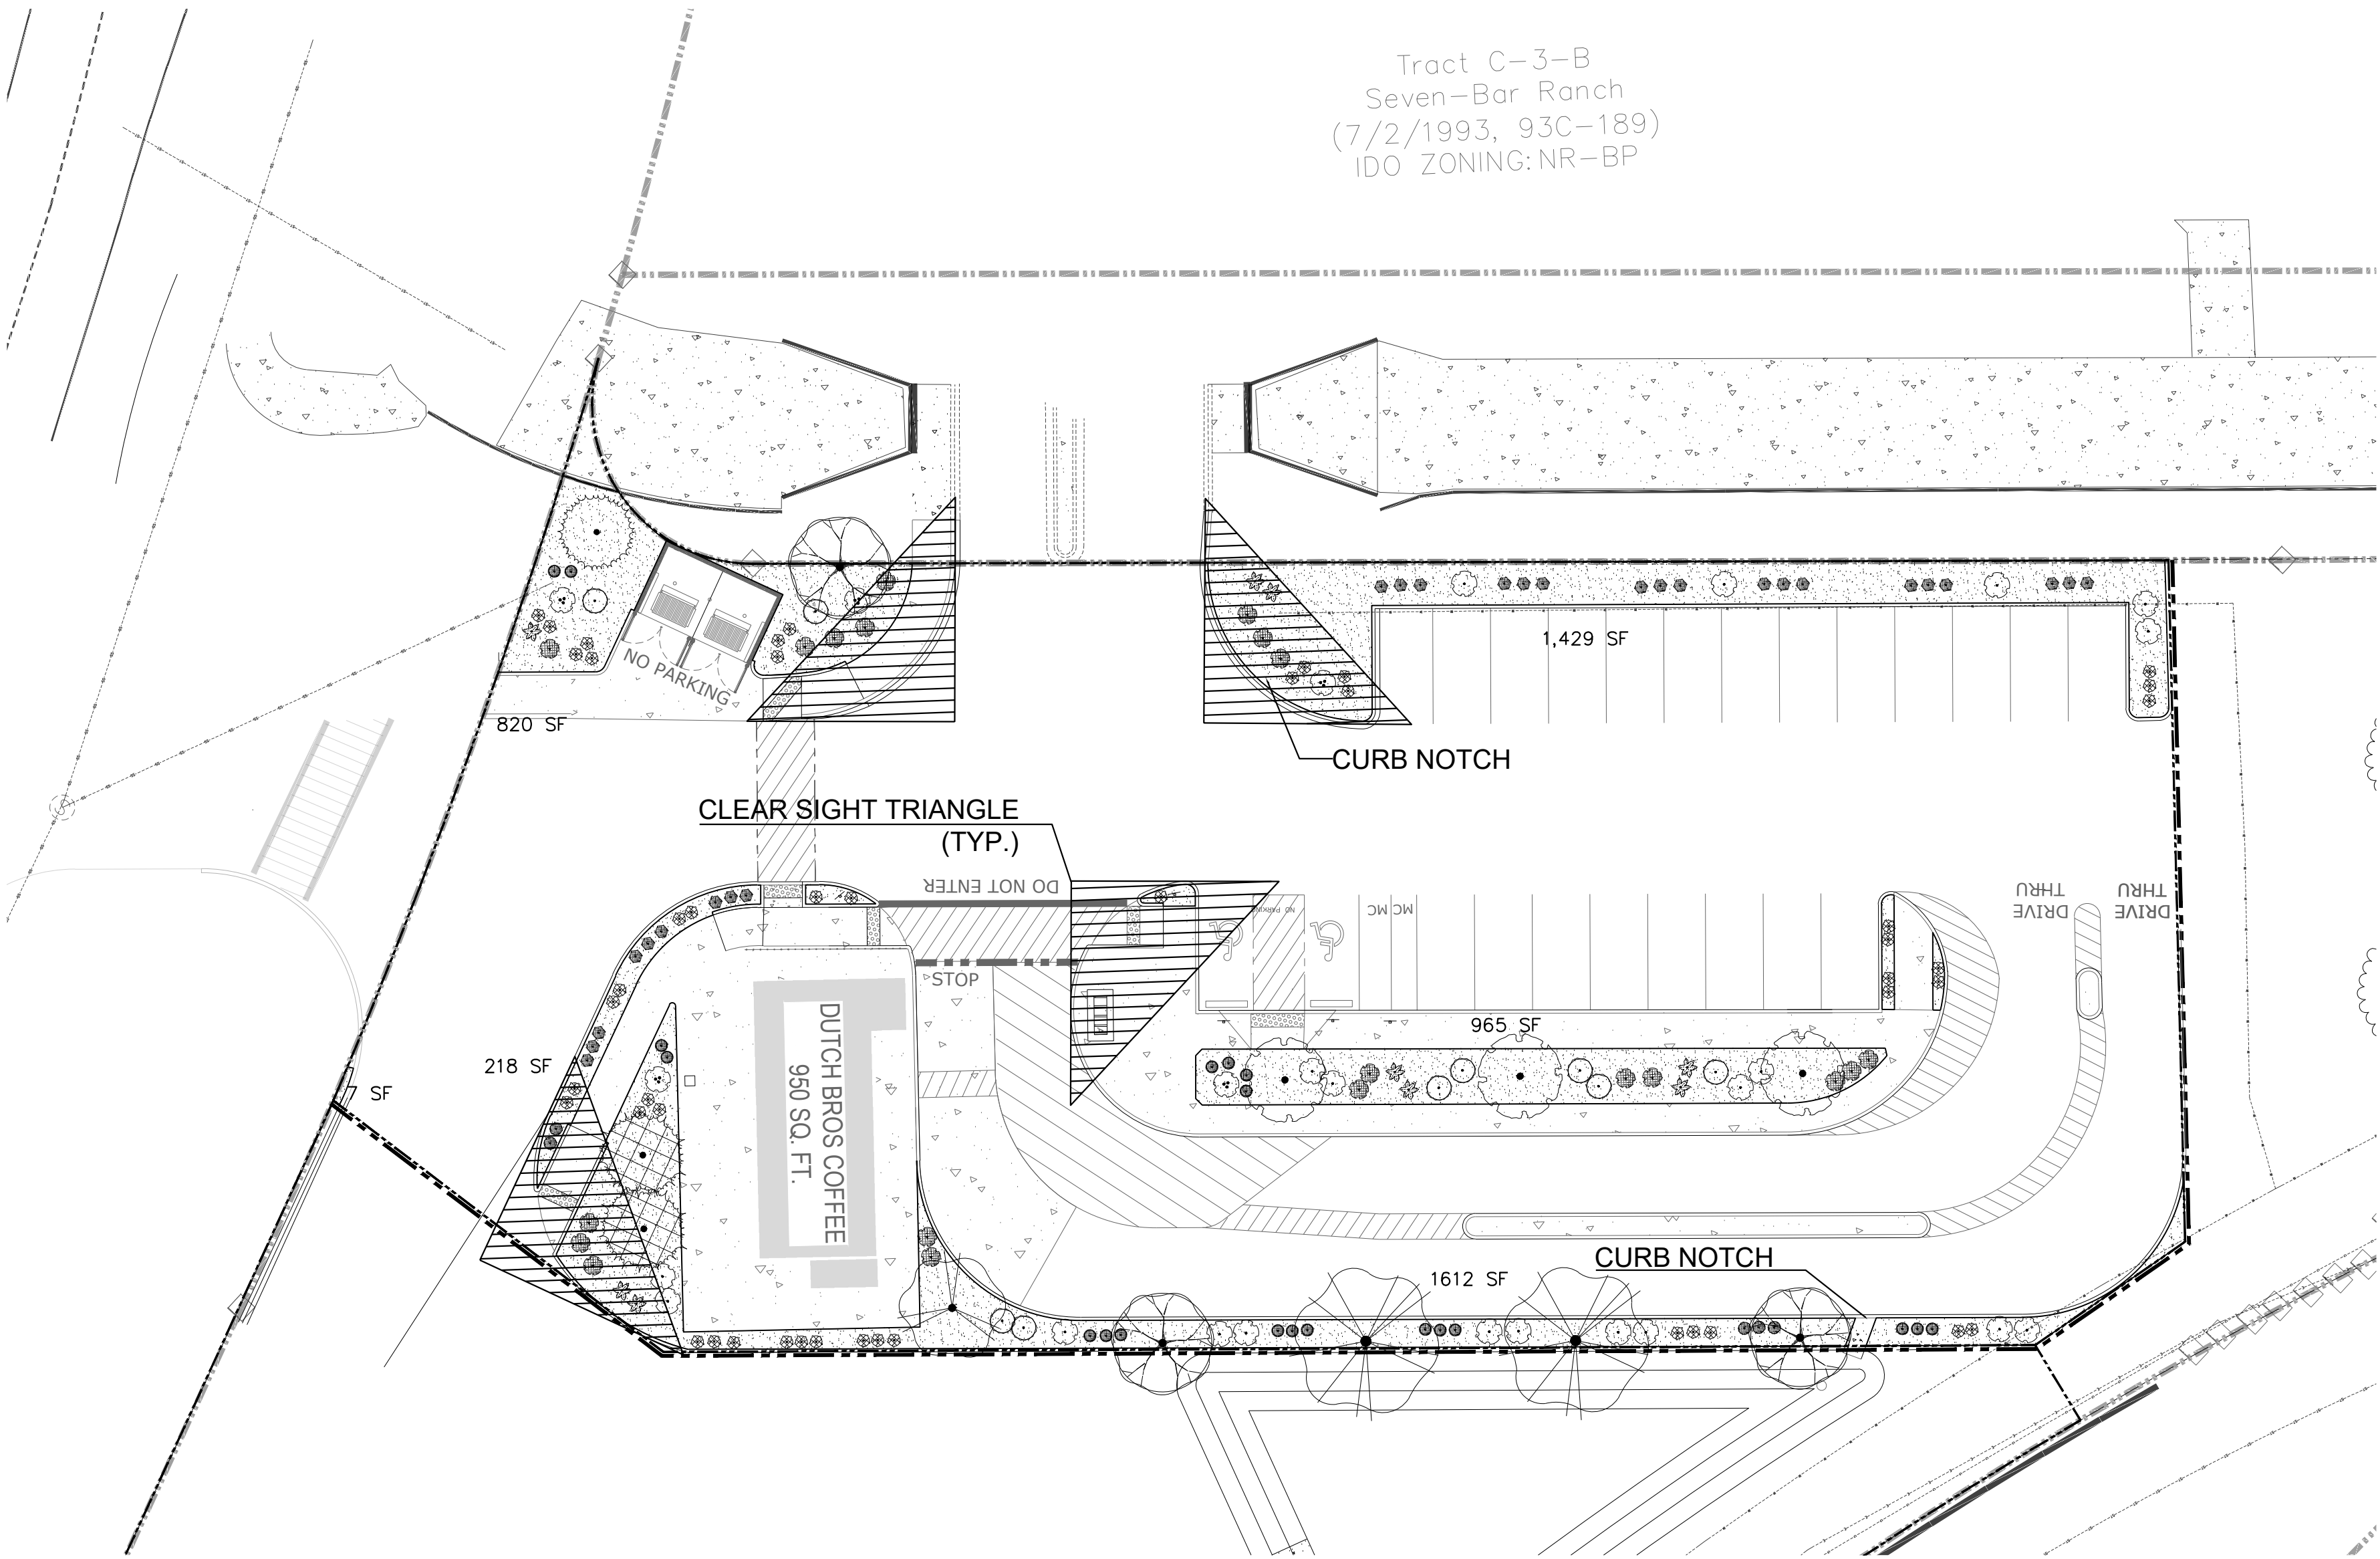 Tract C-3-B
Seven-Bar Ranch
(7/2/1993, 93C-189)
IDO ZONING: NR-BP
1,429 SF
NO PARKING
820 SF
CURB NOTCH
CLEAR SIGHT TRIANGLE
(TYP.)
DO NOT ENTER
NO PARKING
MC MC
DRIVE
THRU
DRIVE
THRU
STOP
DUTCH BROS COFFEE
950 SQ. FT.
965 SF
218 SF
SF
CURB NOTCH
1612 SF